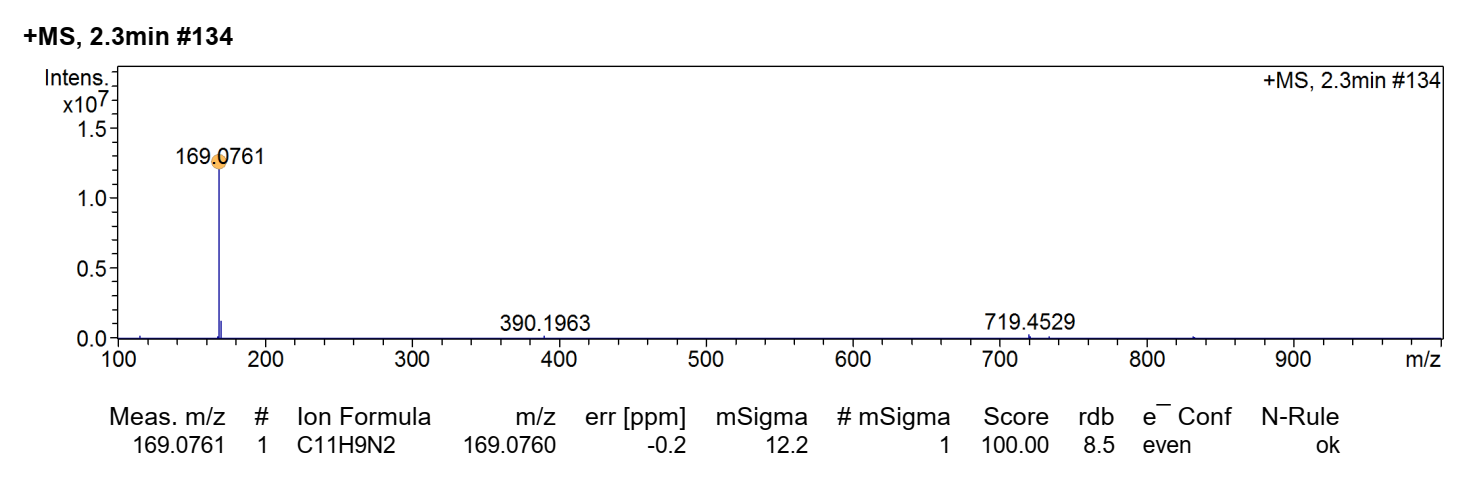 +MS, 2.3min #134
Intens.
x10⁷
+MS, 2.3min #134
1.5
169.0761
1.0
0.5
390.1963
719.4529
0.0
100 200 300 400 500 600 700 800 900 m/z
Meas. m/z # Ion Formula m/z err [ppm] mSigma # mSigma Score rdb e¯ Conf N-Rule
169.0761 1 C11H9N2 169.0760 -0.2 12.2 1 100.00 8.5 even ok